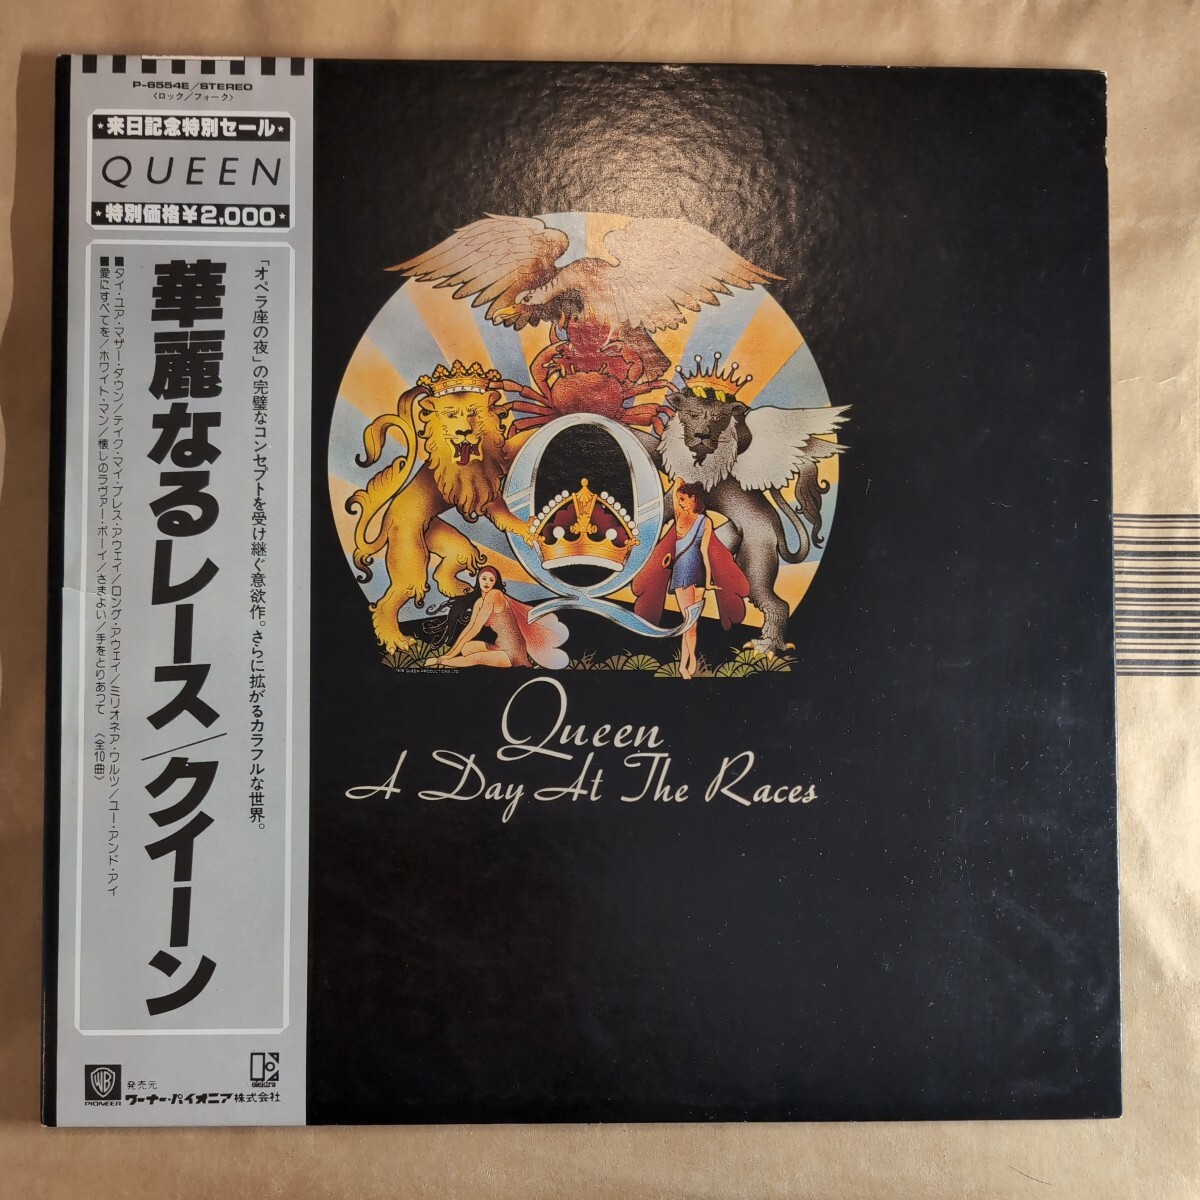 P-6554E/STEREO
〈ロック/フォーク〉
★来日記念特別セール★
QUEEN
★特別価格¥2,000★
「オペラ座の夜」の完璧なコンセプトを受け継ぐ意欲作。さらに拡がるカラフルな世界。
華麗なるレース/クイーン
■タイ・ユア・マザー・ダウン/テイク・マイ・ブレス・アウェイ/ロング・アウェイ/ミリオネア・ワルツ/ユー・アンド・アイ
■愛にすべてを/ホワイト・マン/懐しのラヴァー・ボーイ/さまよい/手をとりあって 〈全10曲〉
WB
PIONEER
elektra
発売元
ワーナー・パイオニア株式会社
1976 QUEEN PRODUCTIONS LTD.
Queen
A Day At The Races